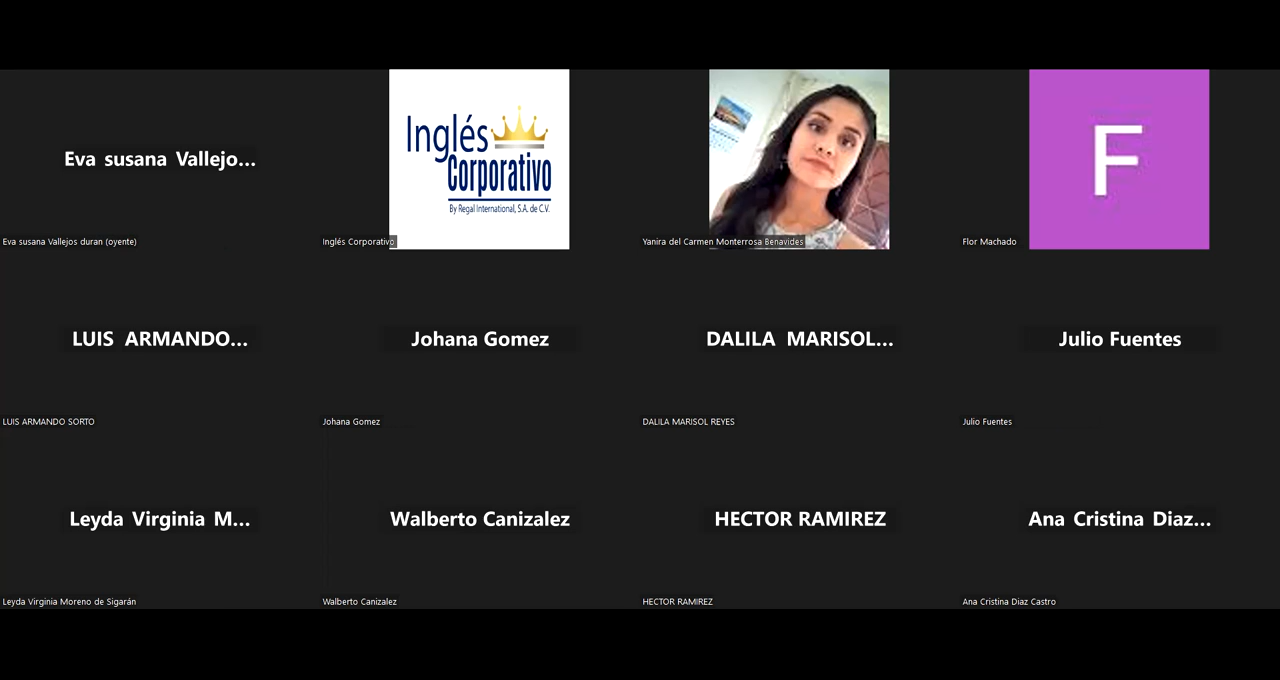 Eva susana Vallejo...
Eva susana Vallejos duran (oyente)
Inglés
Corporativo
By Regal International, S.A. de C.V.
Inglés Corporativo
Yanira del Carmen Monterrosa Benavides
F
Flor Machado
LUIS ARMANDO...
LUIS ARMANDO SORTO
Johana Gomez
Johana Gomez
DALILA MARISOL...
DALILA MARISOL REYES
Julio Fuentes
Julio Fuentes
Leyda Virginia M...
Leyda Virginia Moreno de Sigarán
Walberto Canizalez
Walberto Canizalez
HECTOR RAMIREZ
HECTOR RAMIREZ
Ana Cristina Diaz...
Ana Cristina Diaz Castro